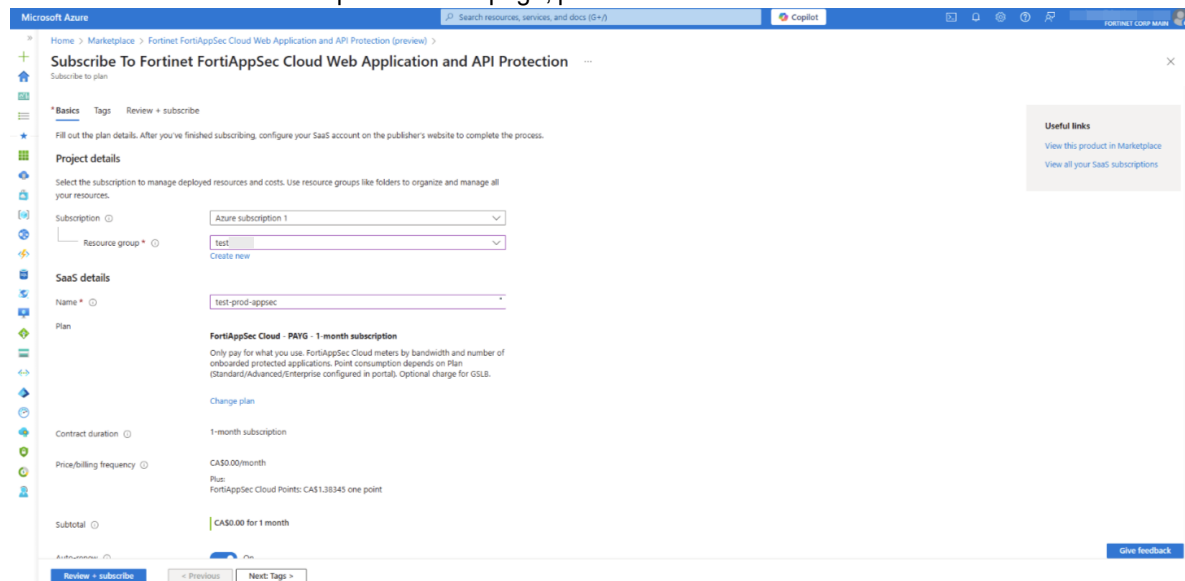 Microsoft Azure
Search resources, services, and docs (G+/)
Copilot
FORTINET CORP MAIN
Home > Marketplace > Fortinet FortiAppSec Cloud Web Application and API Protection (preview) >
Subscribe To Fortinet FortiAppSec Cloud Web Application and API Protection ...
Subscribe to plan
* Basics Tags Review + subscribe
Fill out the plan details. After you've finished subscribing, configure your SaaS account on the publisher's website to complete the process.
Useful links
View this product in Marketplace
View all your SaaS subscriptions
Project details
Select the subscription to manage deployed resources and costs. Use resource groups like folders to organize and manage all
your resources.
Subscription
Azure subscription 1
Resource group *
test
Create new
SaaS details
Name *
test-prod-appsec
Plan
FortiAppSec Cloud - PAYG - 1-month subscription
Only pay for what you use. FortiAppSec Cloud meters by bandwidth and number of
onboarded protected applications. Point consumption depends on Plan
(Standard/Advanced/Enterprise configured in portal). Optional charge for GSLB.
Change plan
Contract duration
1-month subscription
Price/billing frequency
CA$0.00/month
Plus:
FortiAppSec Cloud Points: CA$1.38345 one point
Subtotal
CA$0.00 for 1 month
Auto-renew
On
Give feedback
Review + subscribe
< Previous
Next: Tags >